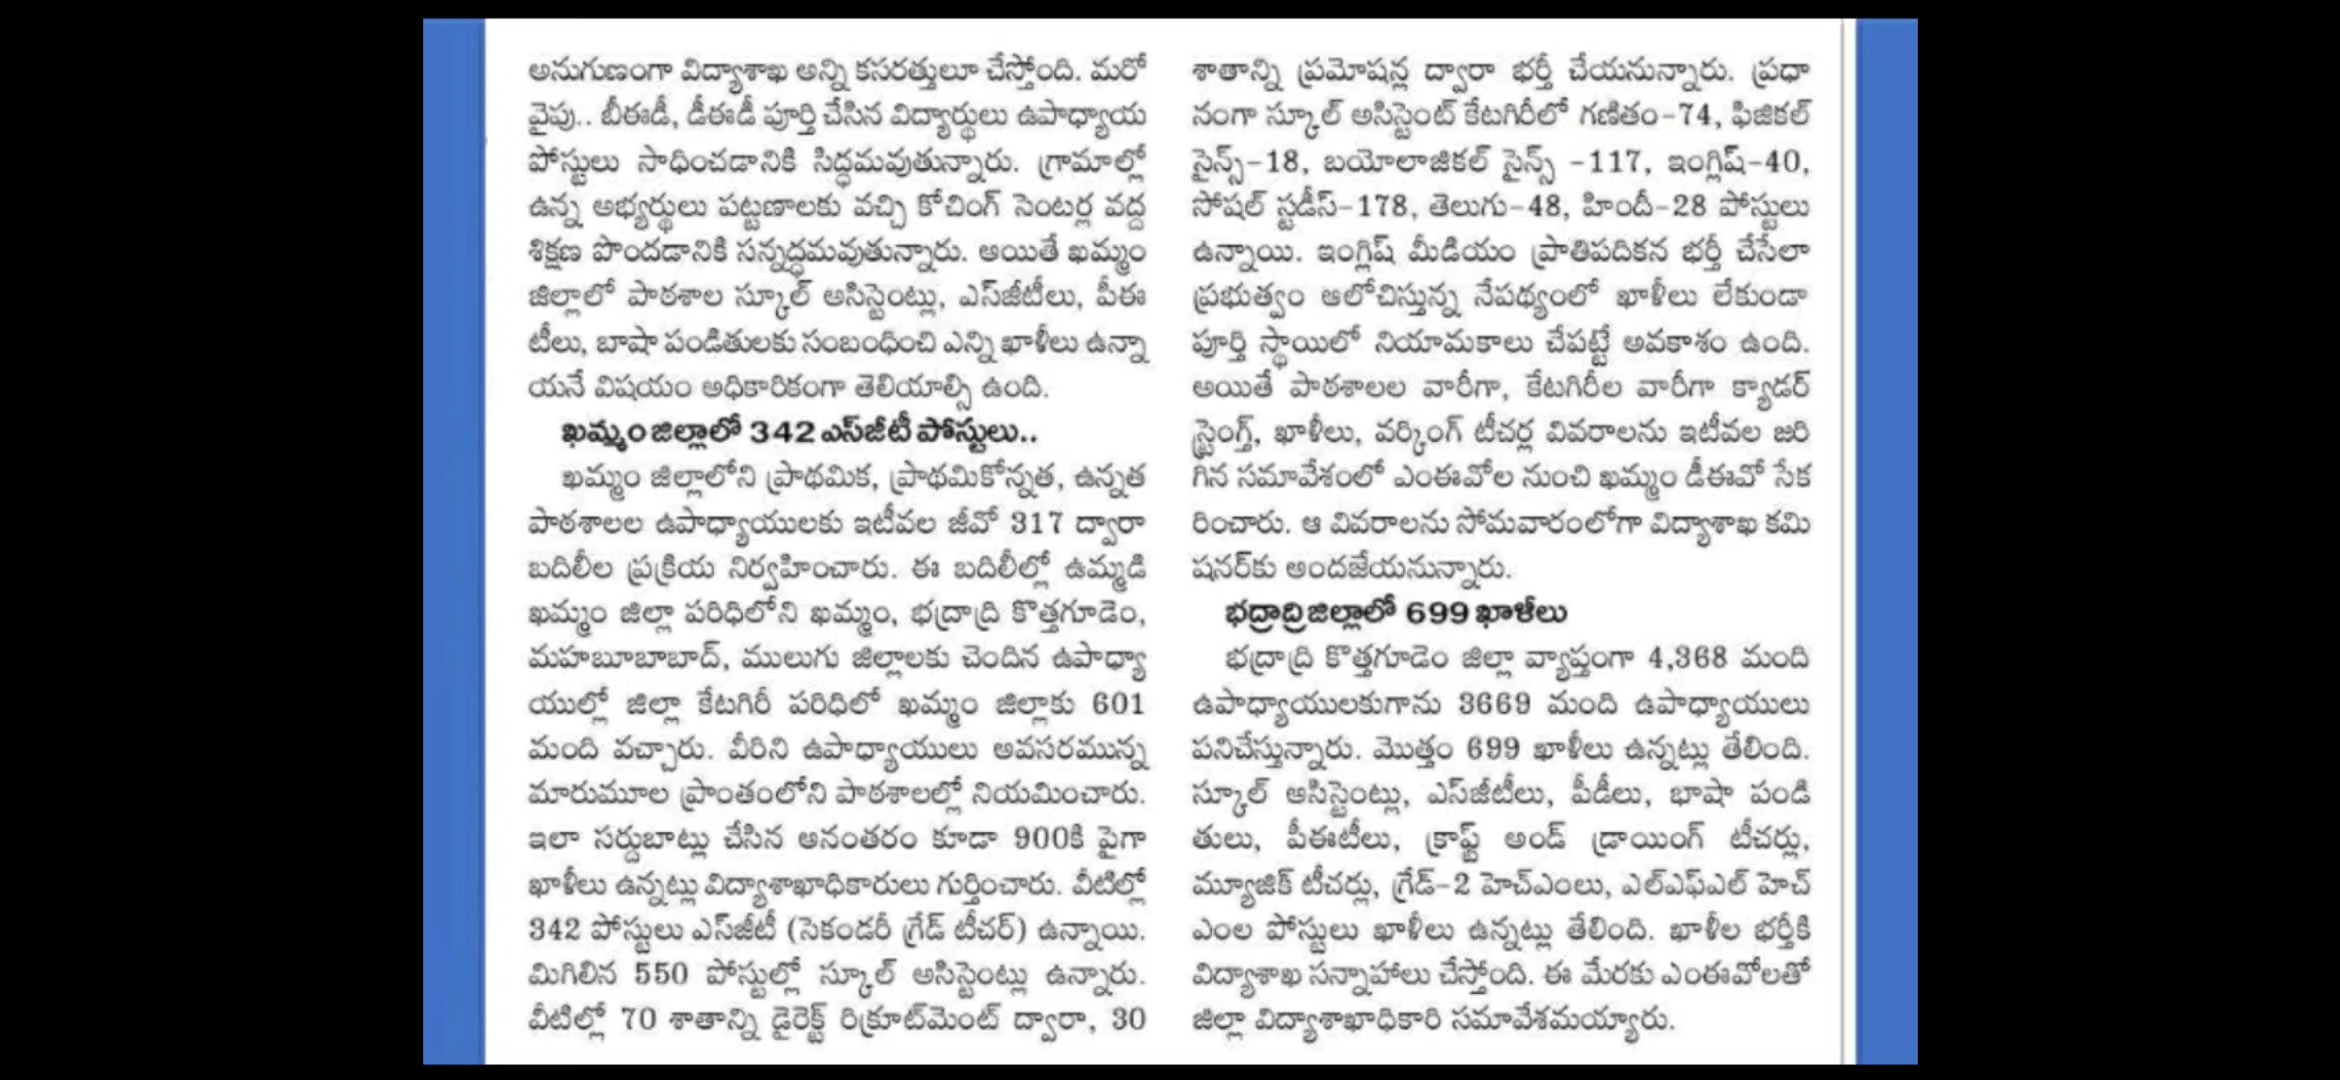 అనుగుణంగా విద్యాశాఖ అన్ని కసరత్తులూ చేస్తోంది. మరో
వైపు.. బీఈడీ, డీఈడీ పూర్తి చేసిన విద్యార్థులు ఉపాధ్యాయ
పోస్టులు సాధించడానికి సిద్ధమవుతున్నారు. గ్రామాల్లో
ఉన్న అభ్యర్థులు పట్టణాలకు వచ్చి కోచింగ్ సెంటర్ల వద్ద
శిక్షణ పొందడానికి సన్నద్ధమవుతున్నారు. అయితే ఖమ్మం
జిల్లాలో పాఠశాల స్కూల్ అసిస్టెంట్లు, ఎస్‌జీటీలు, పీఈ
టీలు, బాషా పండితులకు సంబంధించి ఎన్ని ఖాళీలు ఉన్నా
యనే విషయం అధికారికంగా తెలియాల్సి ఉంది.
ఖమ్మం జిల్లాలో 342 ఎస్‌జీటీ పోస్టులు..
ఖమ్మం జిల్లాలోని ప్రాథమిక, ప్రాథమికోన్నత, ఉన్నత
పాఠశాలల ఉపాధ్యాయులకు ఇటీవల జీవో 317 ద్వారా
బదిలీల ప్రక్రియ నిర్వహించారు. ఈ బదిలీల్లో ఉమ్మడి
ఖమ్మం జిల్లా పరిధిలోని ఖమ్మం, భద్రాద్రి కొత్తగూడెం,
మహబూబాబాద్, ములుగు జిల్లాలకు చెందిన ఉపాధ్యా
యుల్లో జిల్లా కేటగిరీ పరిధిలో ఖమ్మం జిల్లాకు 601
మంది వచ్చారు. వీరిని ఉపాధ్యాయులు అవసరమున్న
మారుమూల ప్రాంతంలోని పాఠశాలల్లో నియమించారు.
ఇలా సర్దుబాట్లు చేసిన అనంతరం కూడా 900కి పైగా
ఖాళీలు ఉన్నట్లు విద్యాశాఖాధికారులు గుర్తించారు. వీటిల్లో
342 పోస్టులు ఎస్‌జీటీ (సెకండరీ గ్రేడ్ టీచర్) ఉన్నాయి.
మిగిలిన 550 పోస్టుల్లో స్కూల్ అసిస్టెంట్లు ఉన్నారు.
వీటిల్లో 70 శాతాన్ని డైరెక్ట్ రిక్రూట్‌మెంట్ ద్వారా, 30
శాతాన్ని ప్రమోషన్ల ద్వారా భర్తీ చేయనున్నారు. ప్రధా
నంగా స్కూల్ అసిస్టెంట్ కేటగిరీలో గణితం-74, ఫిజికల్
సైన్స్-18, బయోలాజికల్ సైన్స్ -117, ఇంగ్లిష్-40,
సోషల్ స్టడీస్-178, తెలుగు-48, హిందీ-28 పోస్టులు
ఉన్నాయి. ఇంగ్లిష్ మీడియం ప్రాతిపదికన భర్తీ చేసేలా
ప్రభుత్వం ఆలోచిస్తున్న నేపథ్యంలో ఖాళీలు లేకుండా
పూర్తి స్థాయిలో నియామకాలు చేపట్టే అవకాశం ఉంది.
అయితే పాఠశాలల వారీగా, కేటగిరీల వారీగా క్యాడర్
స్ట్రెంగ్త్, ఖాళీలు, వర్కింగ్ టీచర్ల వివరాలను ఇటీవల జరి
గిన సమావేశంలో ఎంఈవోల నుంచి ఖమ్మం డీఈవో సేక
రించారు. ఆ వివరాలను సోమవారంలోగా విద్యాశాఖ కమి
షనర్‌కు అందజేయనున్నారు.
భద్రాద్రి జిల్లాలో 699 ఖాళీలు
భద్రాద్రి కొత్తగూడెం జిల్లా వ్యాప్తంగా 4,368 మంది
ఉపాధ్యాయులకుగాను 3669 మంది ఉపాధ్యాయులు
పనిచేస్తున్నారు. మొత్తం 699 ఖాళీలు ఉన్నట్లు తేలింది.
స్కూల్ అసిస్టెంట్లు, ఎస్‌జీటీలు, పీడీలు, భాషా పండి
తులు, పీఈటీలు, క్రాఫ్ట్ అండ్ డ్రాయింగ్ టీచర్లు,
మ్యూజిక్ టీచర్లు, గ్రేడ్-2 హెచ్‌ఎంలు, ఎల్‌ఎఫ్‌ఎల్ హెచ్
ఎంల పోస్టులు ఖాళీలు ఉన్నట్లు తేలింది. ఖాళీల భర్తీకి
విద్యాశాఖ సన్నాహాలు చేస్తోంది. ఈ మేరకు ఎంఈవోలతో
జిల్లా విద్యాశాఖాధికారి సమావేశమయ్యారు.